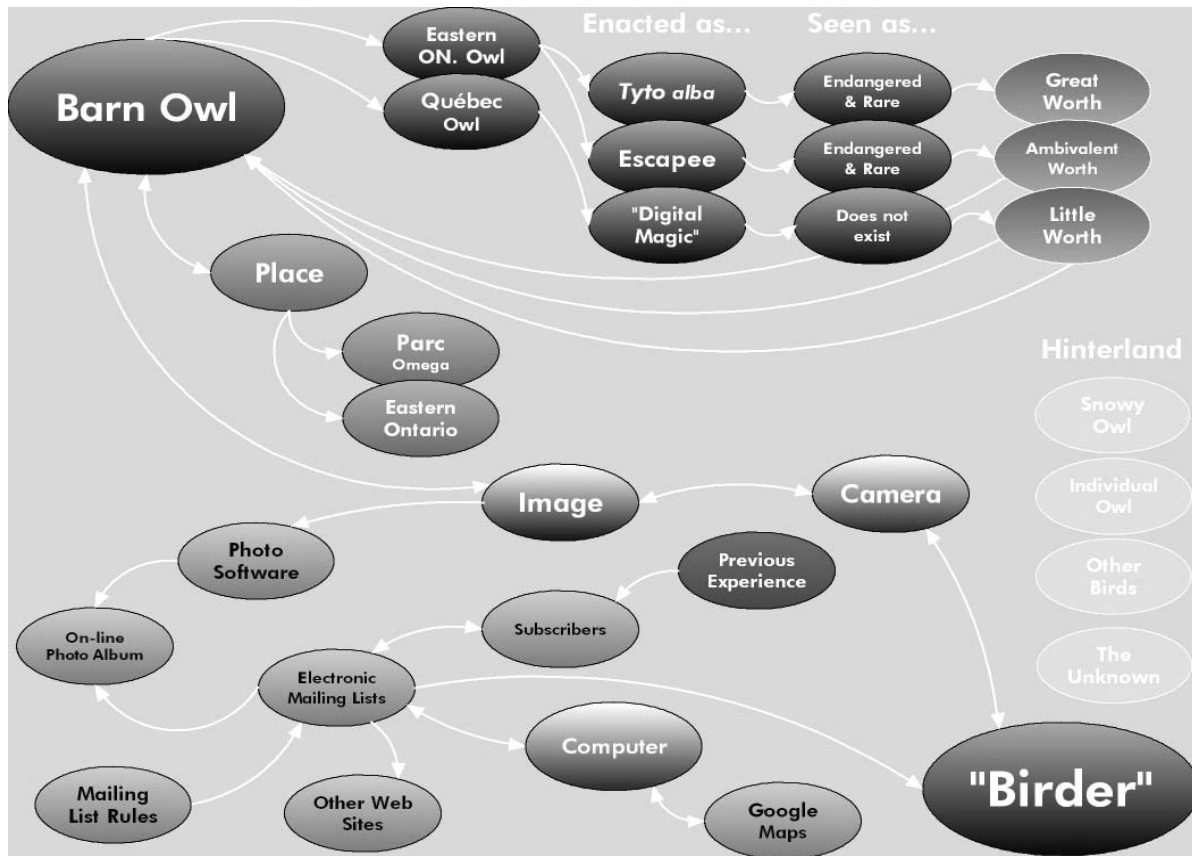 Enacted as...
Seen as...
Barn Owl
Eastern
ON. Owl
Québec
Owl
Tyto alba
Endangered
& Rare
Great
Worth
Escapee
Endangered
& Rare
Ambivalent
Worth
"Digital
Magic"
Does not
exist
Little
Worth
Place
Parc
Omega
Eastern
Ontario
Hinterland
Snowy
Owl
Individual
Owl
Other
Birds
The
Unknown
Image
Camera
Photo
Software
Previous
Experience
On-line
Photo Album
Subscribers
Electronic
Mailing Lists
Computer
"Birder"
Mailing
List Rules
Other Web
Sites
Google
Maps